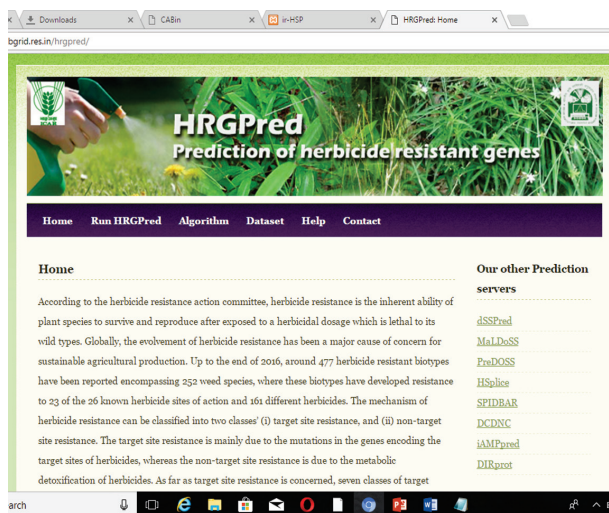 Downloads
CABin
ir-HSP
HRGPred: Home
bgrid.res.in/hrgpred/
HRGPred
Prediction of herbicide resistant genes
Home Run HRGPred Algorithm Dataset Help Contact
Home
According to the herbicide resistance action committee, herbicide resistance is the inherent ability of
plant species to survive and reproduce after exposed to a herbicidal dosage which is lethal to its
wild types. Globally, the evolvement of herbicide resistance has been a major cause of concern for
sustainable agricultural production. Up to the end of 2016, around 477 herbicide resistant biotypes
have been reported encompassing 252 weed species, where these biotypes have developed resistance
to 23 of the 26 known herbicide sites of action and 161 different herbicides. The mechanism of
herbicide resistance can be classified into two classes' (i) target site resistance, and (ii) non-target
site resistance. The target site resistance is mainly due to the mutations in the genes encoding the
target sites of herbicides, whereas the non-target site resistance is due to the metabolic
detoxification of herbicides. As far as target site resistance is concerned, seven classes of target
Our other Prediction
servers
dSSPred
MaLDoSS
PreDOSS
HSplice
SPIDBAR
DCDNC
iAMPpred
DIRprot
arch